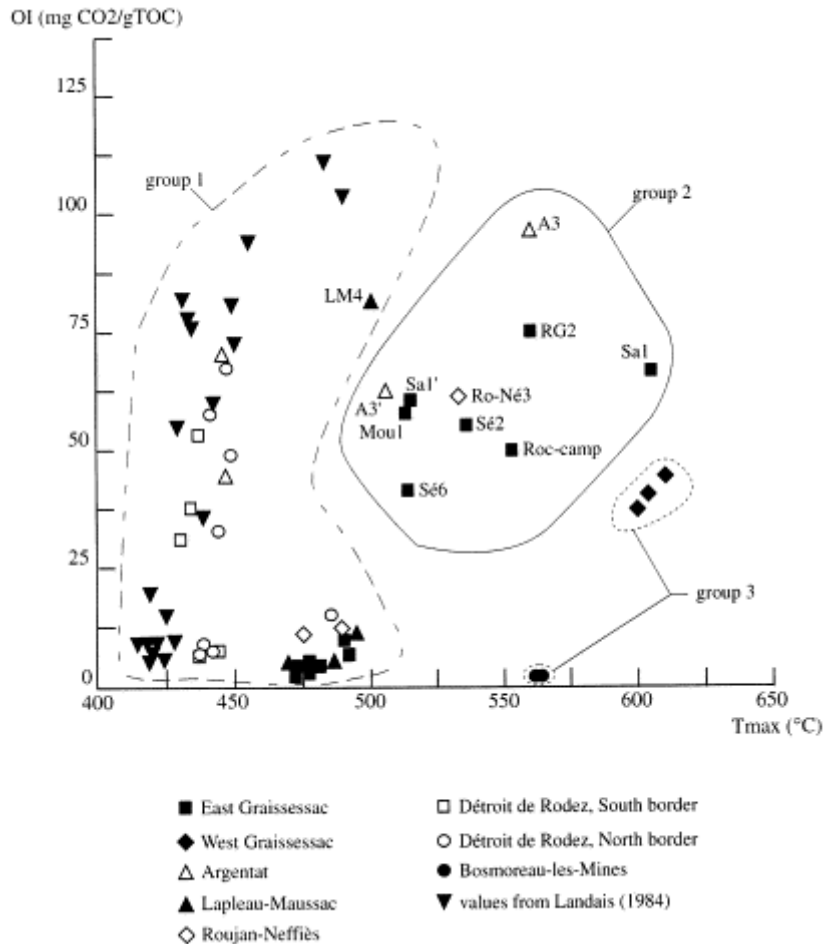 OI (mg CO2/gTOC)
125
group 1
100
group 2
A3
LM4
75
RG2
Sa1
Sa1'
Ro-Né3
A3'
Mou1
Sé2
50
Roc-camp
Sé6
25
group 3
0
400 450 500 550 600 650
Tmax (°C)
East Graissessac
Détroit de Rodez, South border
West Graissessac
Détroit de Rodez, North border
Argentat
Bosmoreau-les-Mines
Lapleau-Maussac
values from Landais (1984)
Roujan-Neffiès